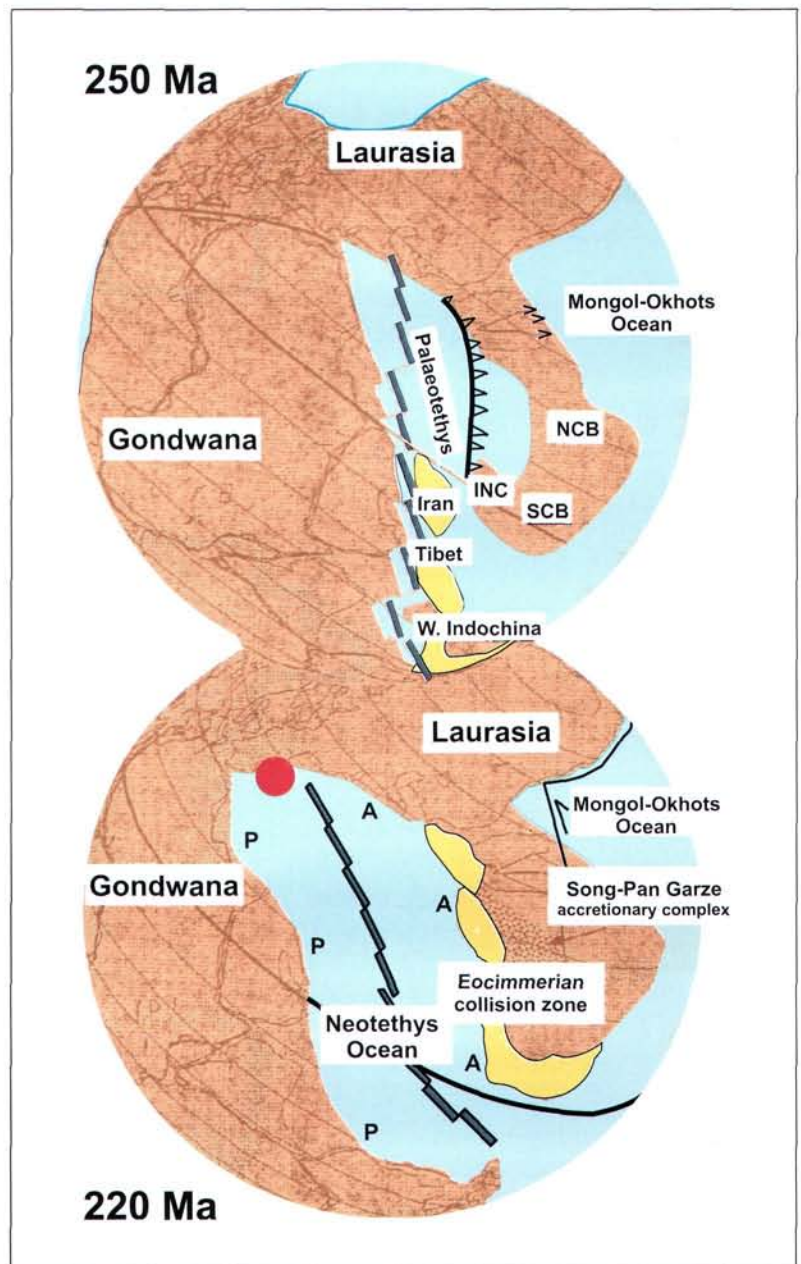 250 Ma
Laurasia
Mongol-Okhots
Ocean
Palaeotethys
Gondwana
NCB
INC
Iran
SCB
Tibet
W. Indochina
Laurasia
A
Mongol-Okhots
Ocean
P
Gondwana
Song-Pan Garze
accretionary complex
A
P
Eocimmerian
collision zone
Neotethys
Ocean
A
P
220 Ma